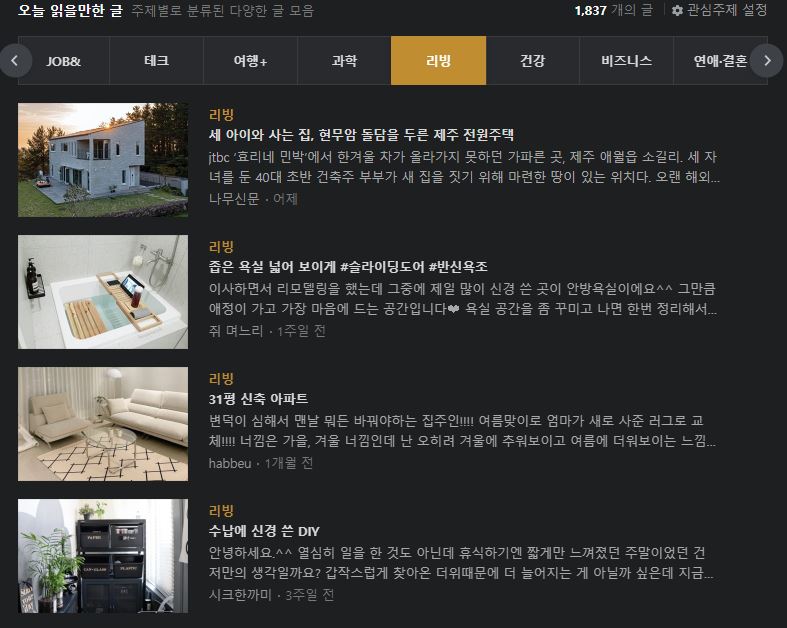 오늘 읽을만한 글 주제별로 분류된 다양한 글 모음 1,837 개의 글 관심주제 설정
JOB& 테크 여행+ 과학 리빙 건강 비즈니스 연애·결혼
리빙
세 아이와 사는 집, 현무암 돌담을 두른 제주 전원주택
jtbc '효리네 민박'에서 한겨울 차가 올라가지 못하던 가파른 곳, 제주 애월읍 소길리. 세 자
녀를 둔 40대 초반 건축주 부부가 새 집을 짓기 위해 마련한 땅이 있는 위치다. 오랜 해외...
나무신문 · 어제
리빙
좁은 욕실 넓어 보이게 #슬라이딩도어 #반신욕조
이사하면서 리모델링을 했는데 그중에 제일 많이 신경 쓴 곳이 안방욕실이에요^^ 그만큼
애정이 가고 가장 마음에 드는 공간입니다❤ 욕실 공간을 좀 꾸미고 나면 한번 정리해서...
쥐 며느리 · 1주일 전
리빙
31평 신축 아파트
변덕이 심해서 맨날 뭐든 바꿔야하는 집주인!!!! 여름맞이로 엄마가 새로 사준 러그로 교
체!!!! 너낌은 가을, 겨울 너낌인데 난 오히려 겨울에 추워보이고 여름에 더워보이는 느낌...
habbeu · 1개월 전
리빙
수납에 신경 쓴 DIY
안녕하세요.^^ 열심히 일을 한 것도 아닌데 휴식하기엔 짧게만 느껴졌던 주말이었던 건
저만의 생각일까요? 갑작스럽게 찾아온 더위때문에 더 늘어지는 게 아닐까 싶은데 지금...
시크한까미 · 3주일 전
PAPER
CAN+GLASS PLASTIC